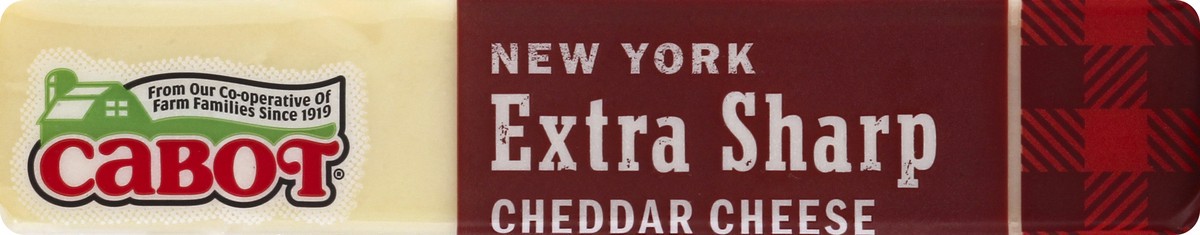 From Our Co-operative Of
Farm Families Since 1919
CABOT®
NEW YORK
Extra Sharp
CHEDDAR CHEESE